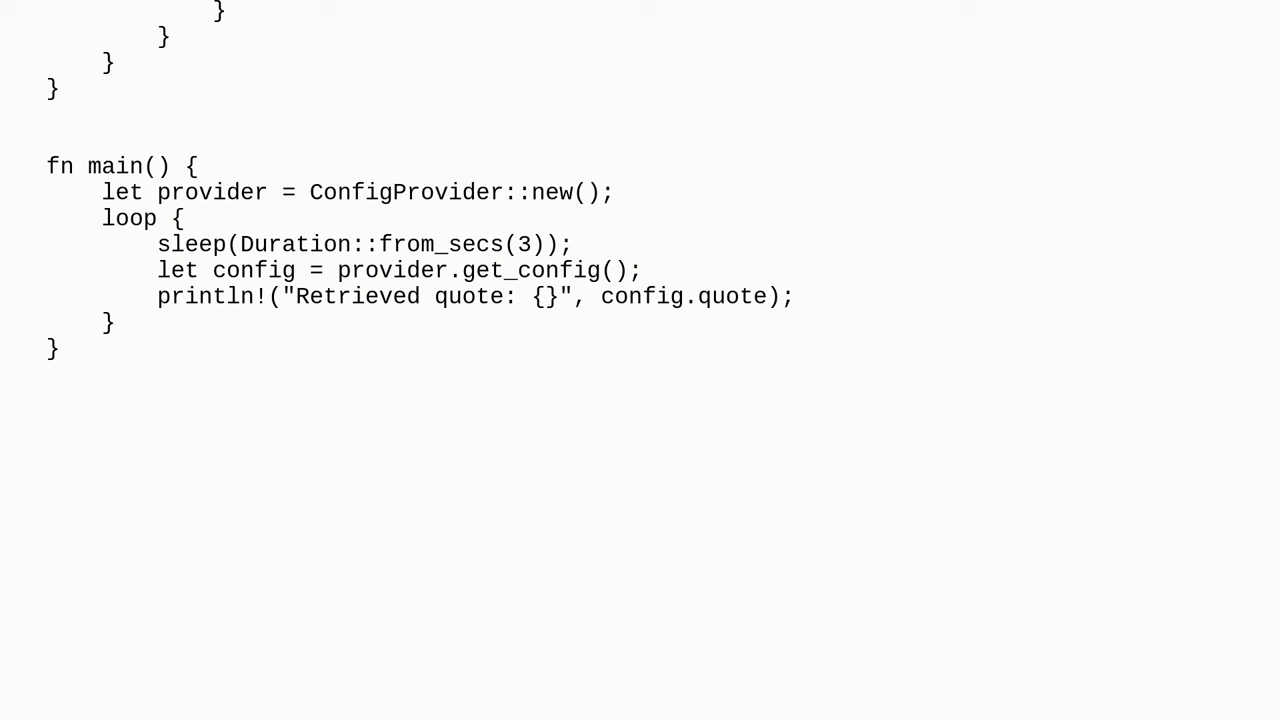 }
        }
    }
}


fn main() {
    let provider = ConfigProvider::new();
    loop {
        sleep(Duration::from_secs(3));
        let config = provider.get_config();
        println!("Retrieved quote: {}", config.quote);
    }
}